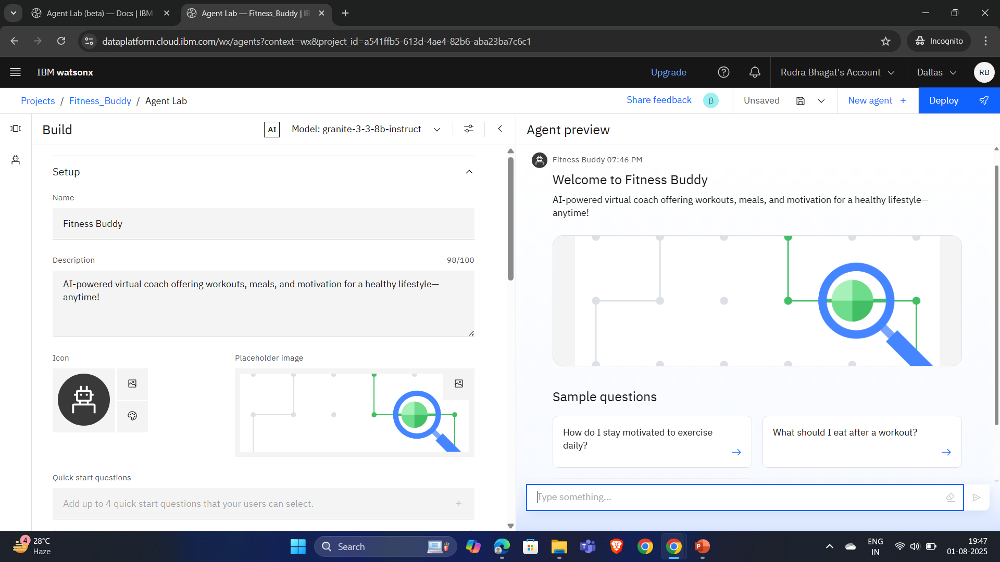 Agent Lab (beta) — Docs | IBM
Agent Lab — Fitness_Buddy | IB
dataplatform.cloud.ibm.com/wx/agents?context=wx&project_id=a541ffb5-613d-4ae4-82b6-aba23ba7c6c1
Incognito
IBM watsonx
Upgrade
Rudra Bhagat's Account
Dallas
RB
Projects / Fitness_Buddy / Agent Lab
Share feedback
β
Unsaved
New agent +
Deploy
Build
AI
Model: granite-3-3-8b-instruct
Setup
Name
Fitness Buddy
Description
98/100
AI-powered virtual coach offering workouts, meals, and motivation for a healthy lifestyle—
anytime!
Icon
Placeholder image
Quick start questions
Add up to 4 quick start questions that your users can select.
Agent preview
Fitness Buddy 07:46 PM
Welcome to Fitness Buddy
AI-powered virtual coach offering workouts, meals, and motivation for a healthy lifestyle—
anytime!
Sample questions
How do I stay motivated to exercise
daily?
What should I eat after a workout?
Type something...
4
28°C
Haze
Search
ENG
IN
19:47
01-08-2025